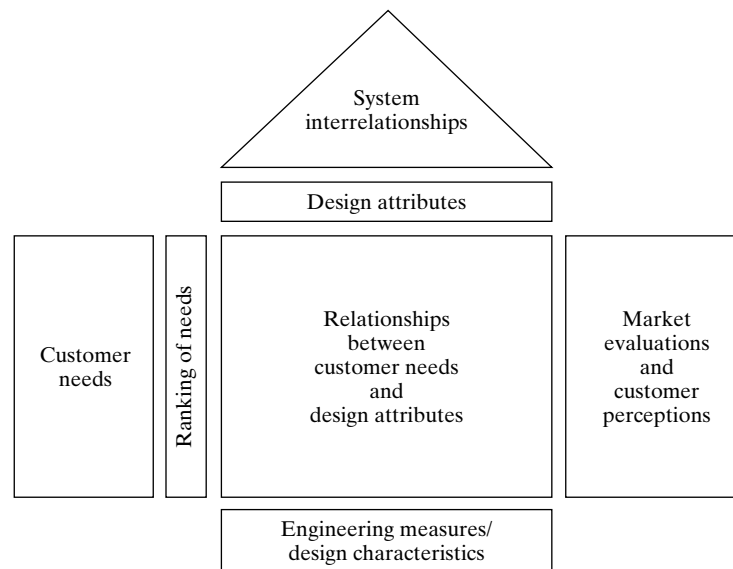 System
interrelationships
Design attributes
Customer
needs
Ranking of needs
Relationships
between
customer needs
and
design attributes
Market
evaluations
and
customer
perceptions
Engineering measures/
design characteristics